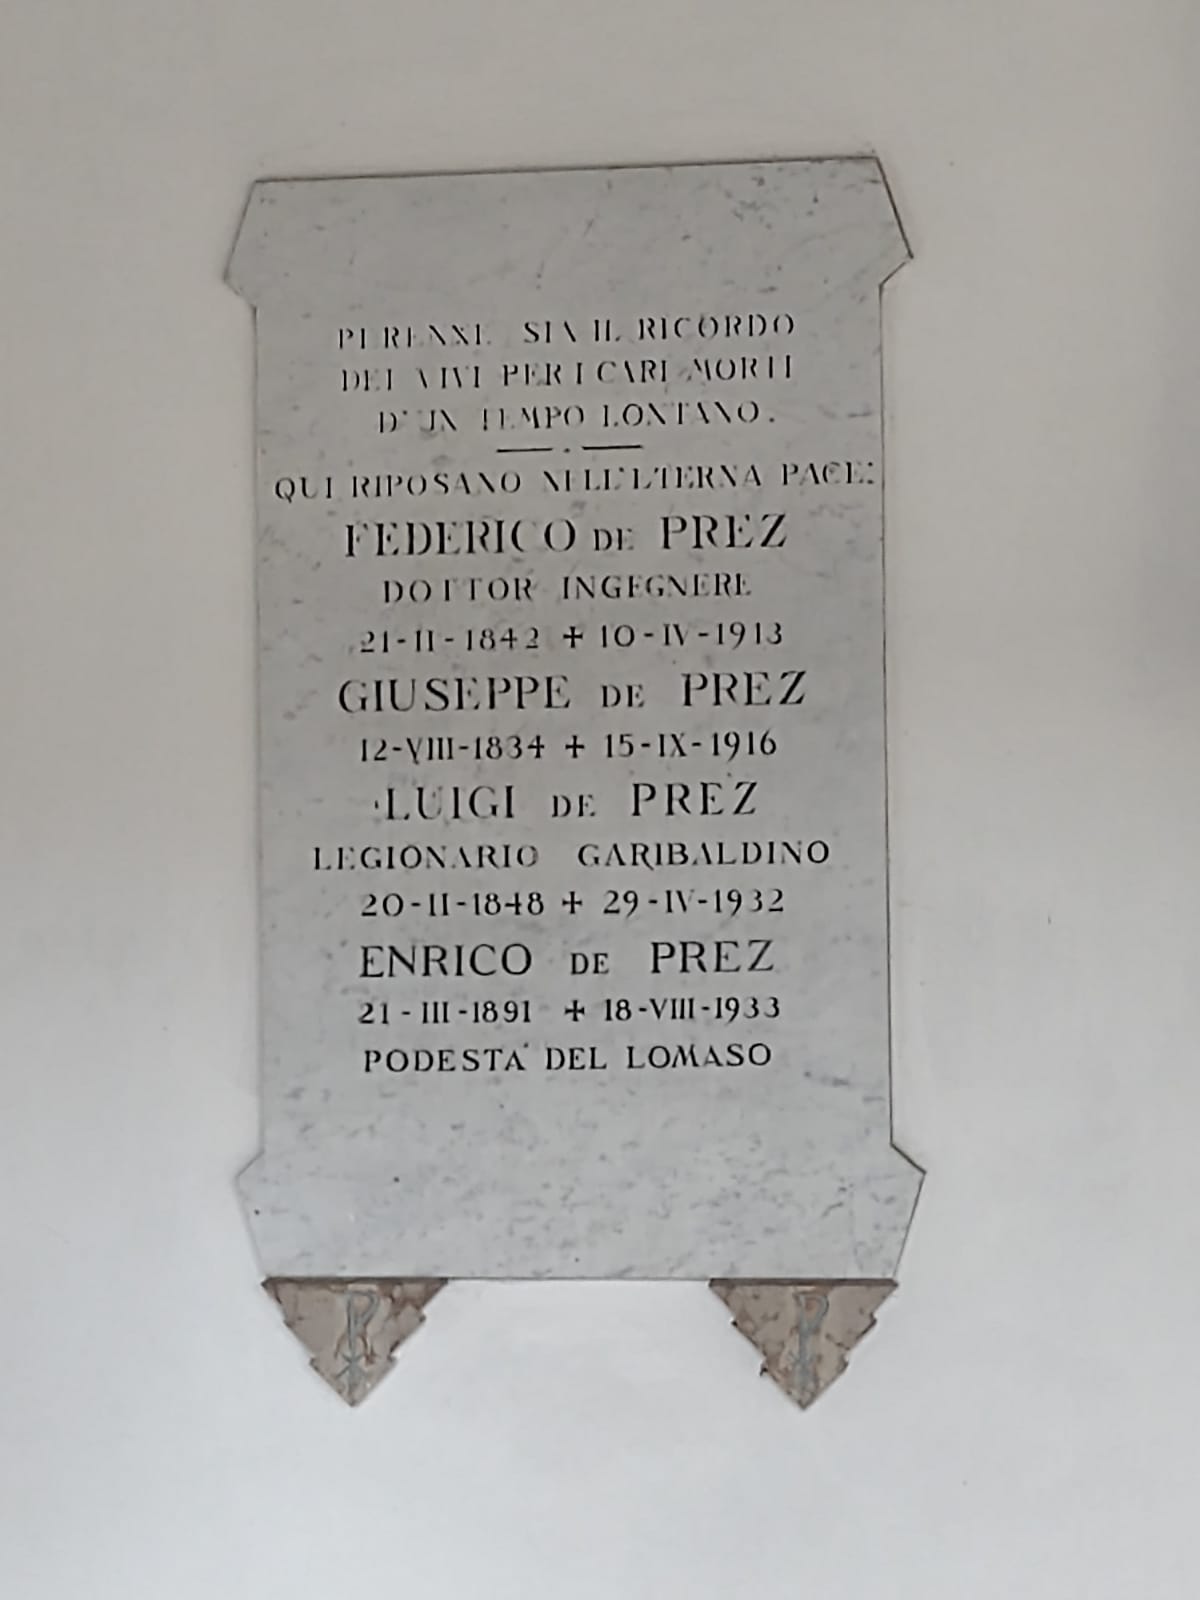 PERENNE SIA IL RICORDO
DEI VIVI PER I CARI MORTI
D'UN TEMPO LONTANO.
QUI RIPOSANO NELL'ETERNA PACE:
FEDERICO DE PREZ
DOTTOR INGEGNERE
21-II-1842 + 10-IV-1913
GIUSEPPE DE PREZ
12-VIII-1834 + 15-IX-1916
LUIGI DE PREZ
LEGIONARIO GARIBALDINO
20-II-1848 + 29-IV-1932
ENRICO DE PREZ
21-III-1891 + 18-VIII-1933
PODESTA' DEL LOMASO